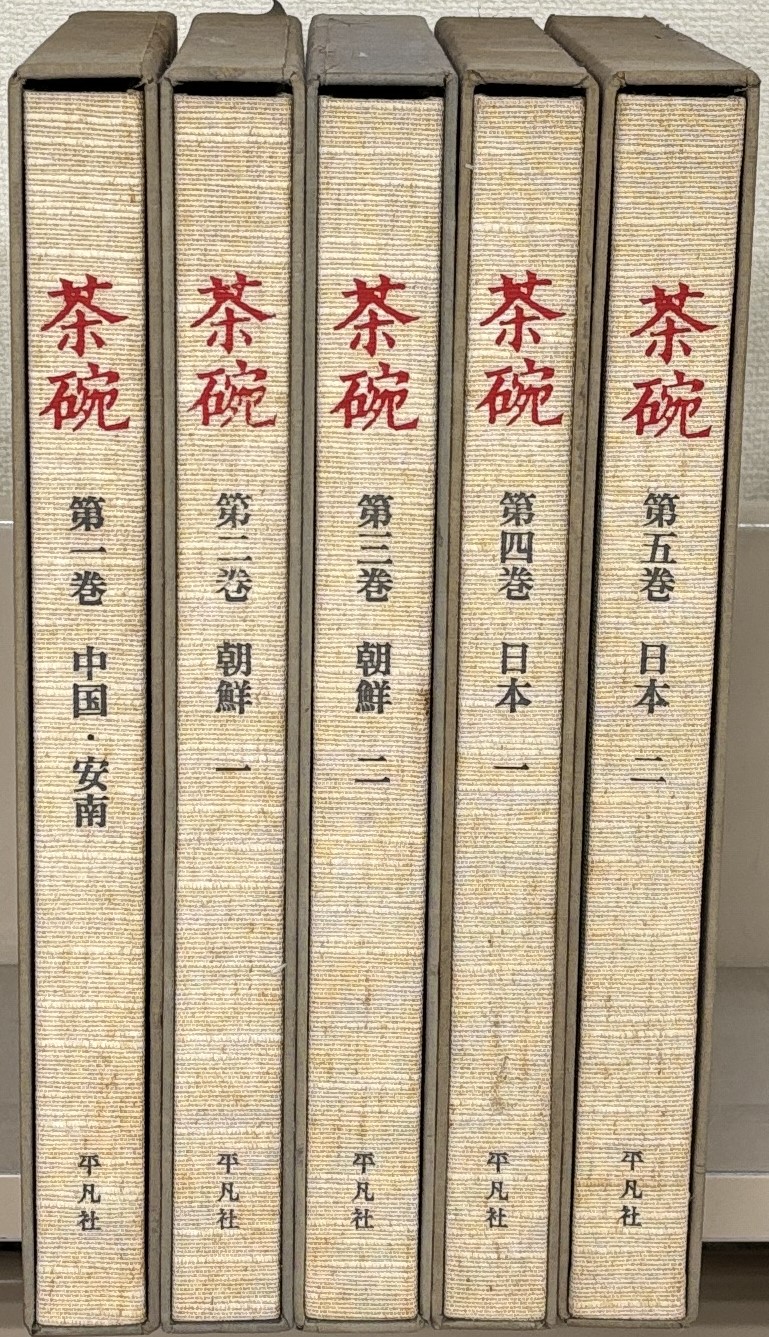 茶碗 第一巻 中国・安南 平凡社
茶碗 第二巻 朝鮮 一 平凡社
茶碗 第三巻 朝鮮 二 平凡社
茶碗 第四巻 日本 一 平凡社
茶碗 第五巻 日本 二 平凡社